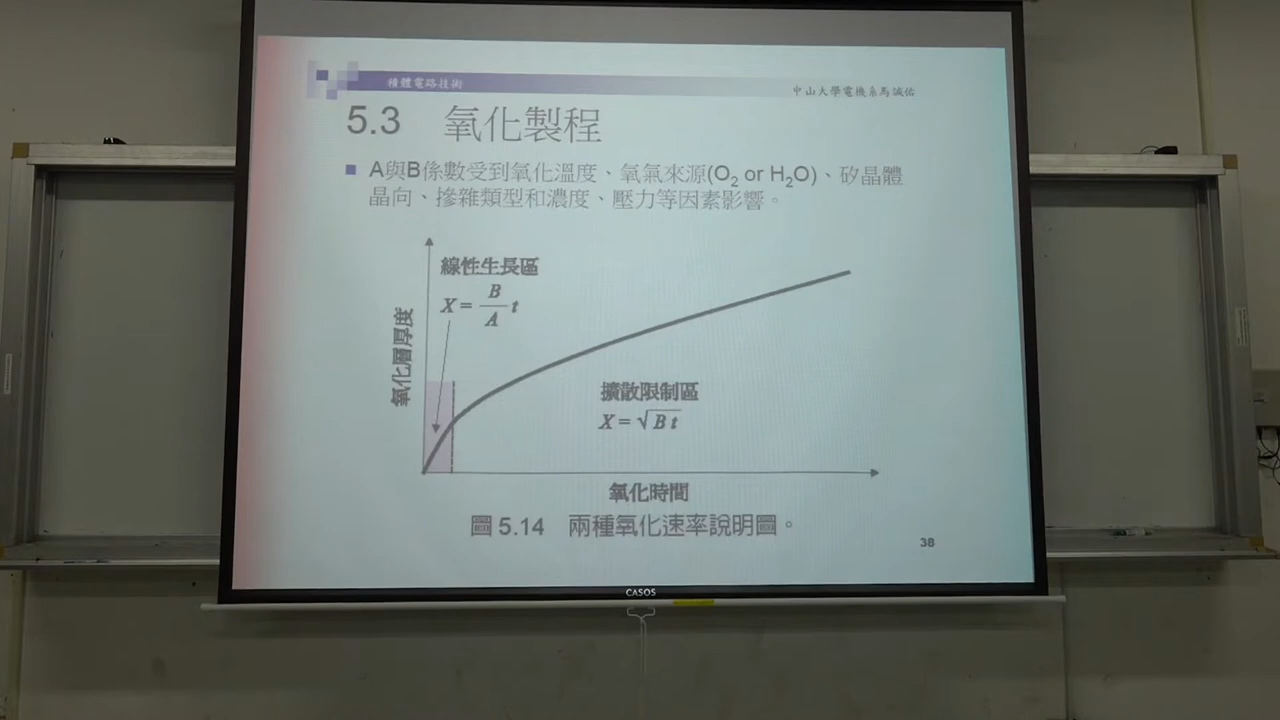 積體電路技術
中山大學電機系馬誠佑
5.3 氧化製程
A與B係數受到氧化溫度、氧氣來源(O₂ or H₂O)、矽晶體
晶向、摻雜類型和濃度、壓力等因素影響。
線性生長區
X = B/A t
氧化層厚度
擴散限制區
X = √Bt
氧化時間
圖 5.14 兩種氧化速率說明圖。
38
CASOS